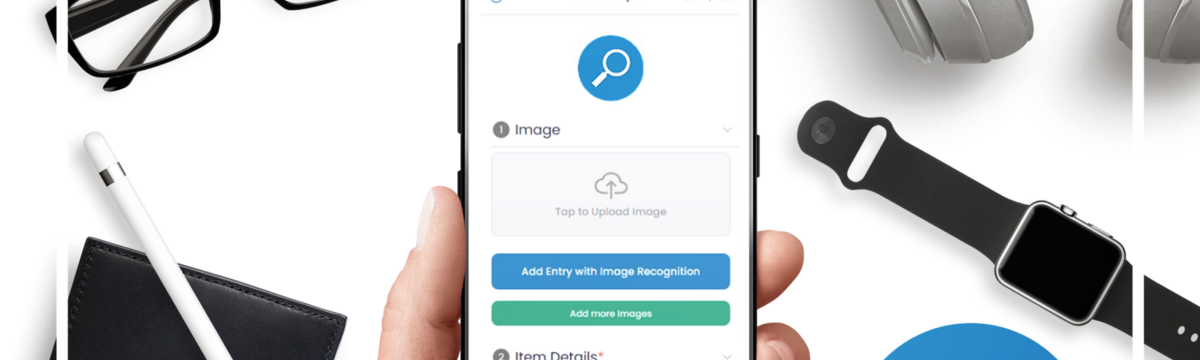 1 Image
Tap to Upload Image
Add Entry with Image Recognition
Add more Images
2 Item Details*